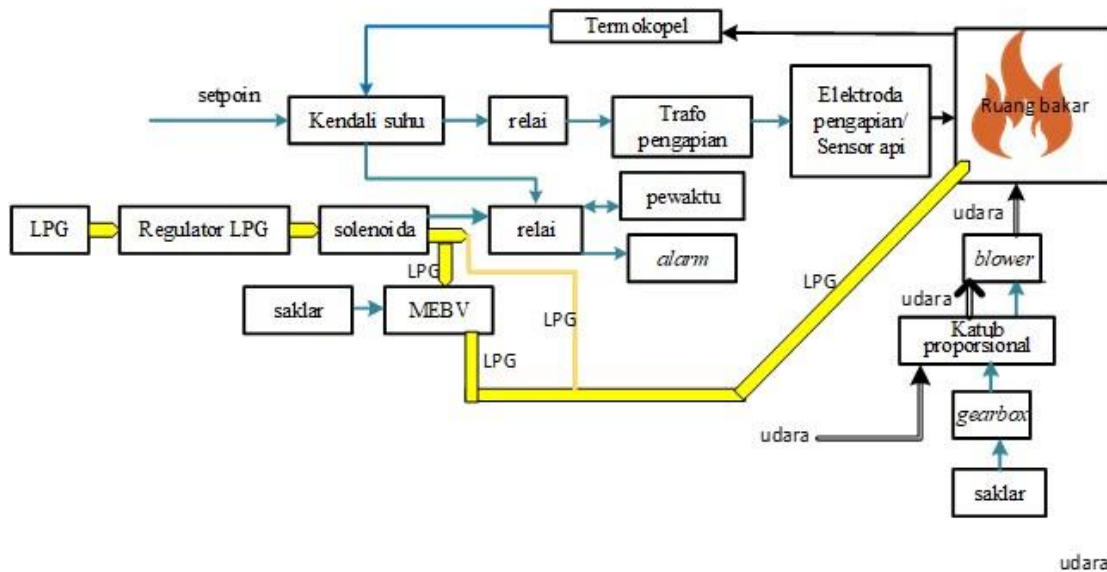 Termokopel
setpoin
Kendali suhu
relai
Trafo
pengapian
Elektroda
pengapian/
Sensor api
Ruang bakar
LPG
Regulator LPG
solenoida
relai
pewaktu
alarm
udara
blower
LPG
saklar
MEBV
LPG
LPG
LPG
udara
Katub
proporsional
gearbox
udara
saklar
udara